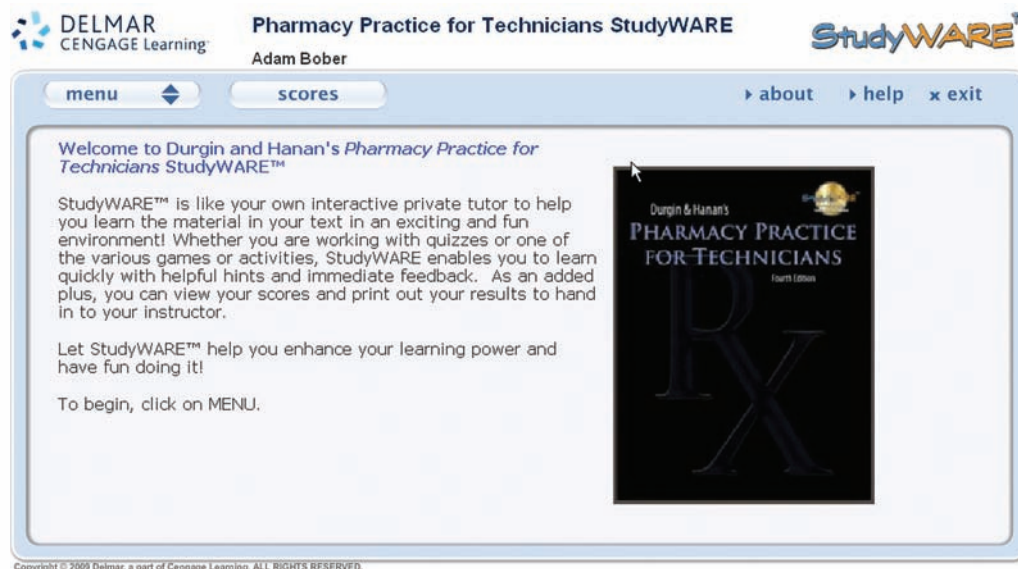 DELMAR
CENGAGE Learning
Pharmacy Practice for Technicians StudyWARE
Adam Bober
StudyWARE™
menu
scores
about
help
x exit
Welcome to Durgin and Hanan's Pharmacy Practice for
Technicians StudyWARE™
StudyWARE™ is like your own interactive private tutor to help
you learn the material in your text in an exciting and fun
environment! Whether you are working with quizzes or one of
the various games or activities, StudyWARE enables you to learn
quickly with helpful hints and immediate feedback. As an added
plus, you can view your scores and print out your results to hand
in to your instructor.
Let StudyWARE™ help you enhance your learning power and
have fun doing it!
To begin, click on MENU.
Durgin & Hanan's
PHARMACY PRACTICE
FOR TECHNICIANS
Fourth Edition
RX
Copyright © 2009 Delmar, a part of Cengage Learning. ALL RIGHTS RESERVED.